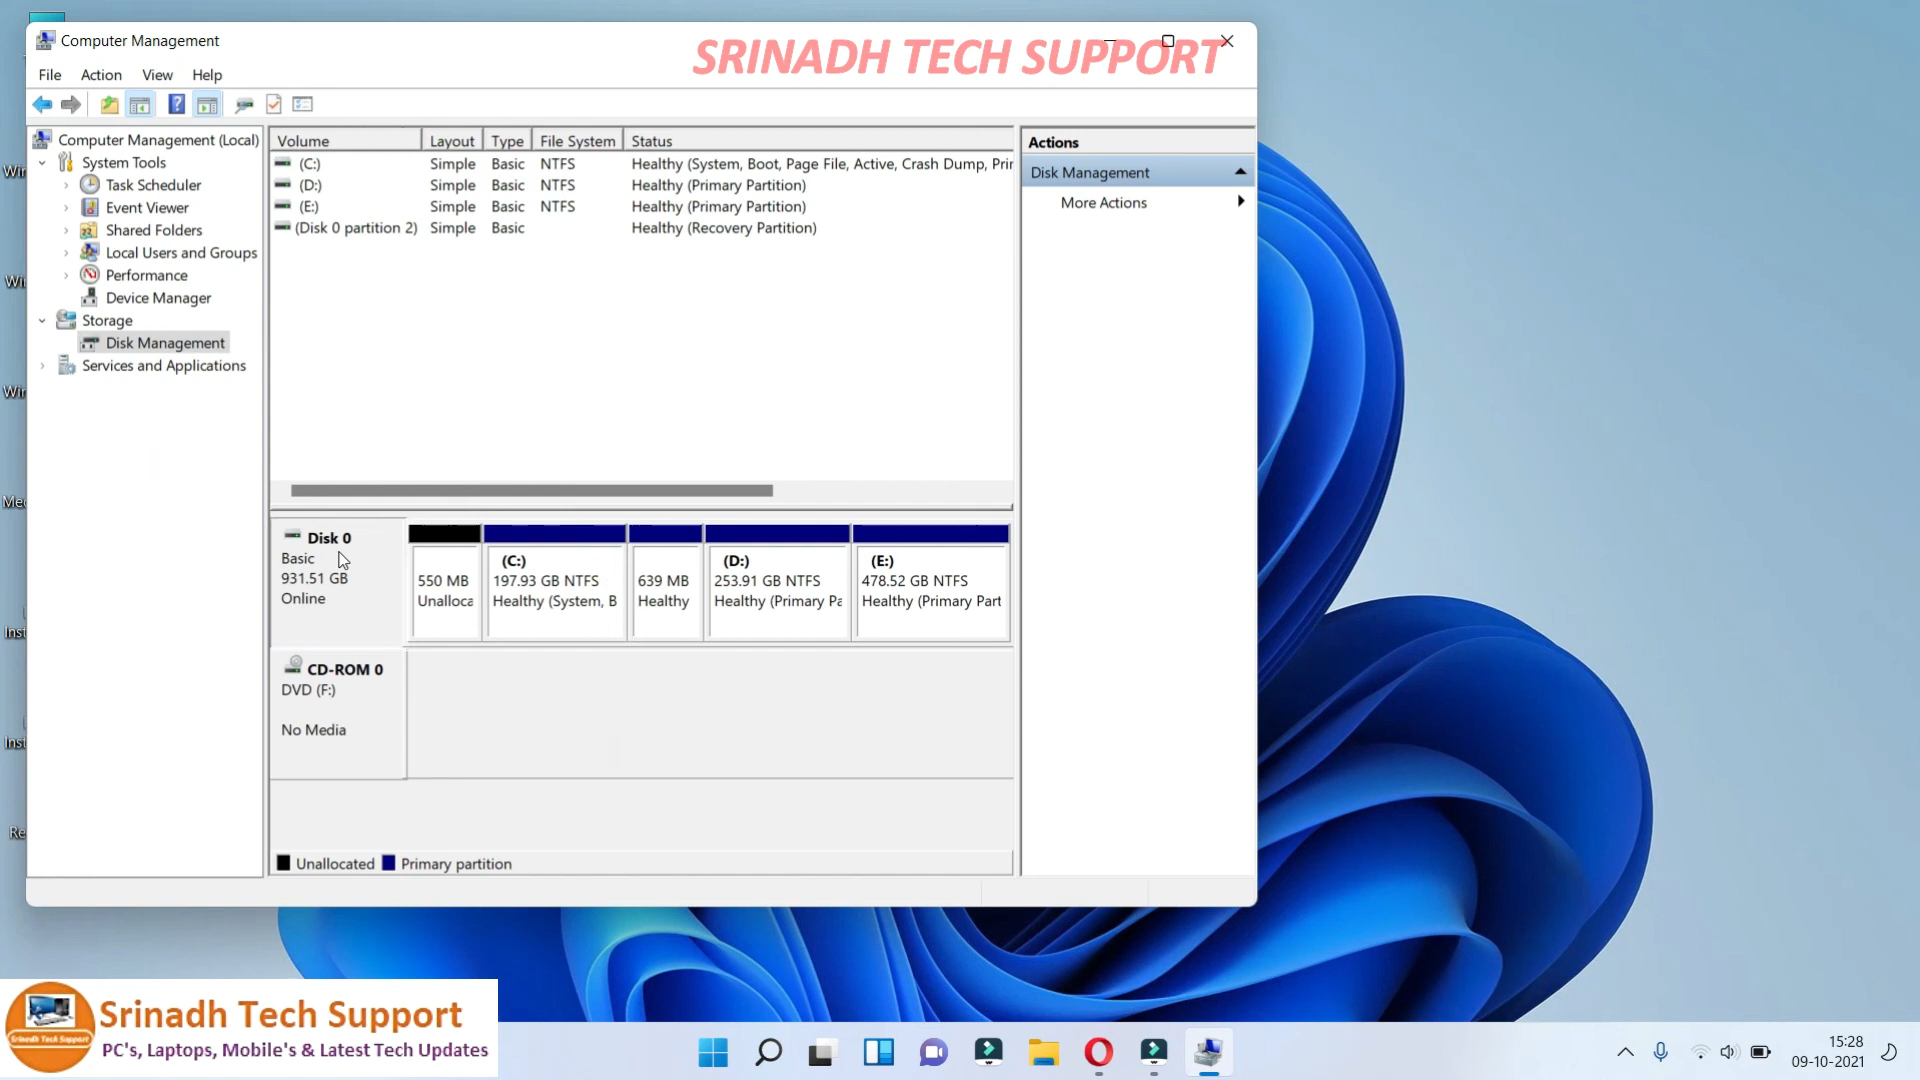 Computer Management
SRINADH TECH SUPPORT
File Action View Help
Computer Management (Local)
System Tools
Task Scheduler
Event Viewer
Shared Folders
Local Users and Groups
Performance
Device Manager
Storage
Disk Management
Services and Applications
Volume Layout Type File System Status
(C:) Simple Basic NTFS Healthy (System, Boot, Page File, Active, Crash Dump, Prir
(D:) Simple Basic NTFS Healthy (Primary Partition)
(E:) Simple Basic NTFS Healthy (Primary Partition)
(Disk 0 partition 2) Simple Basic Healthy (Recovery Partition)
Actions
Disk Management
More Actions
Disk 0
Basic
931.51 GB
Online
550 MB
Unalloca
(C:)
197.93 GB NTFS
Healthy (System, B
639 MB
Healthy
(D:)
253.91 GB NTFS
Healthy (Primary Pa
(E:)
478.52 GB NTFS
Healthy (Primary Part
CD-ROM 0
DVD (F:)
No Media
Unallocated Primary partition
Win
Wi
Win
Med
Inst
Inst
Re
Srinadh Tech Support
PC's, Laptops, Mobile's & Latest Tech Updates
15:28
09-10-2021